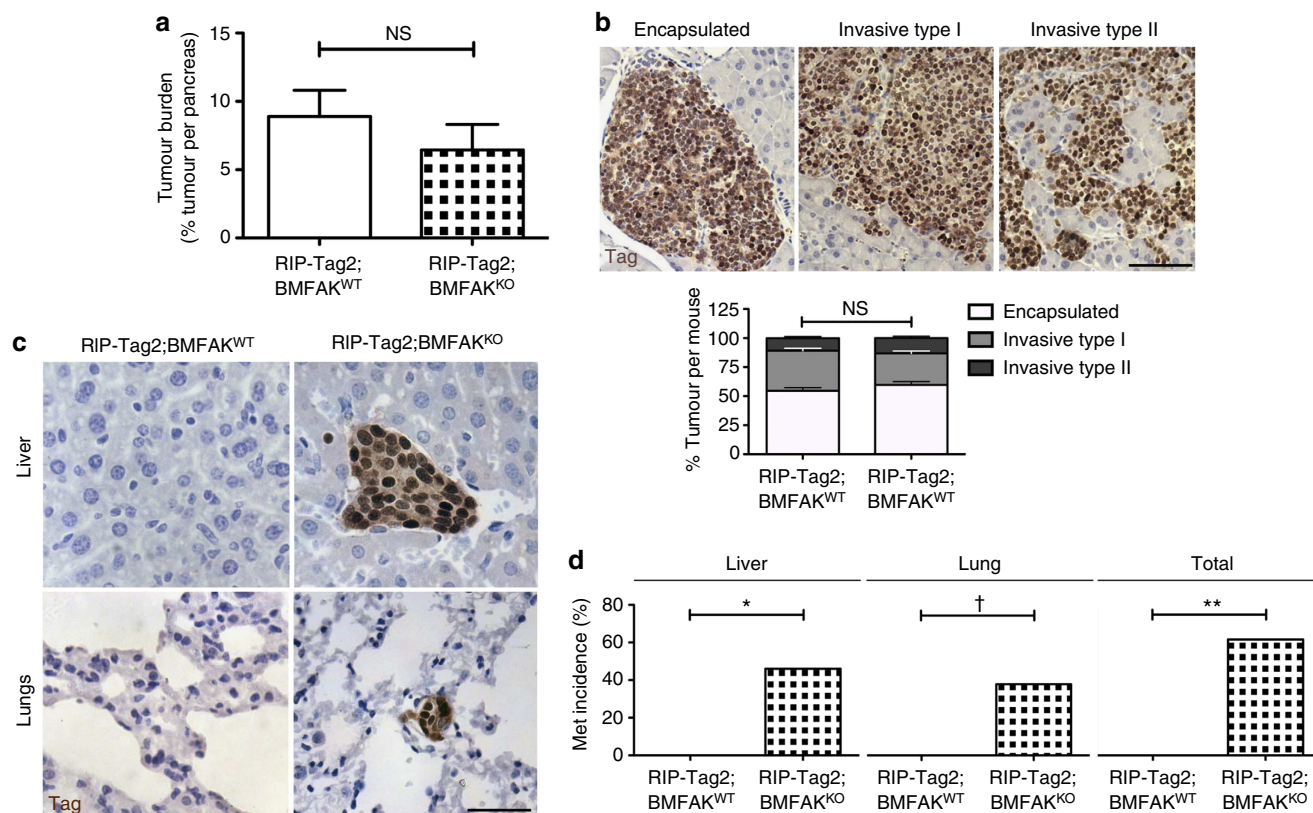 a
15
10
5
0
Tumour burden
(% tumour per pancreas)
NS
RIP-Tag2;
BMFAKWT
RIP-Tag2;
BMFAKKO
b
Encapsulated
Invasive type I
Invasive type II
Tag
125
100
75
50
25
0
% Tumour per mouse
NS
RIP-Tag2;
BMFAKWT
RIP-Tag2;
BMFAKWT
Encapsulated
Invasive type I
Invasive type II
c
RIP-Tag2;BMFAKWT
RIP-Tag2;BMFAKKO
Liver
Lungs
Tag
d
Liver
Lung
Total
80
60
40
20
0
Met incidence (%)
*
†
**
RIP-Tag2;
BMFAKWT
RIP-Tag2;
BMFAKKO
RIP-Tag2;
BMFAKWT
RIP-Tag2;
BMFAKKO
RIP-Tag2;
BMFAKWT
RIP-Tag2;
BMFAKKO